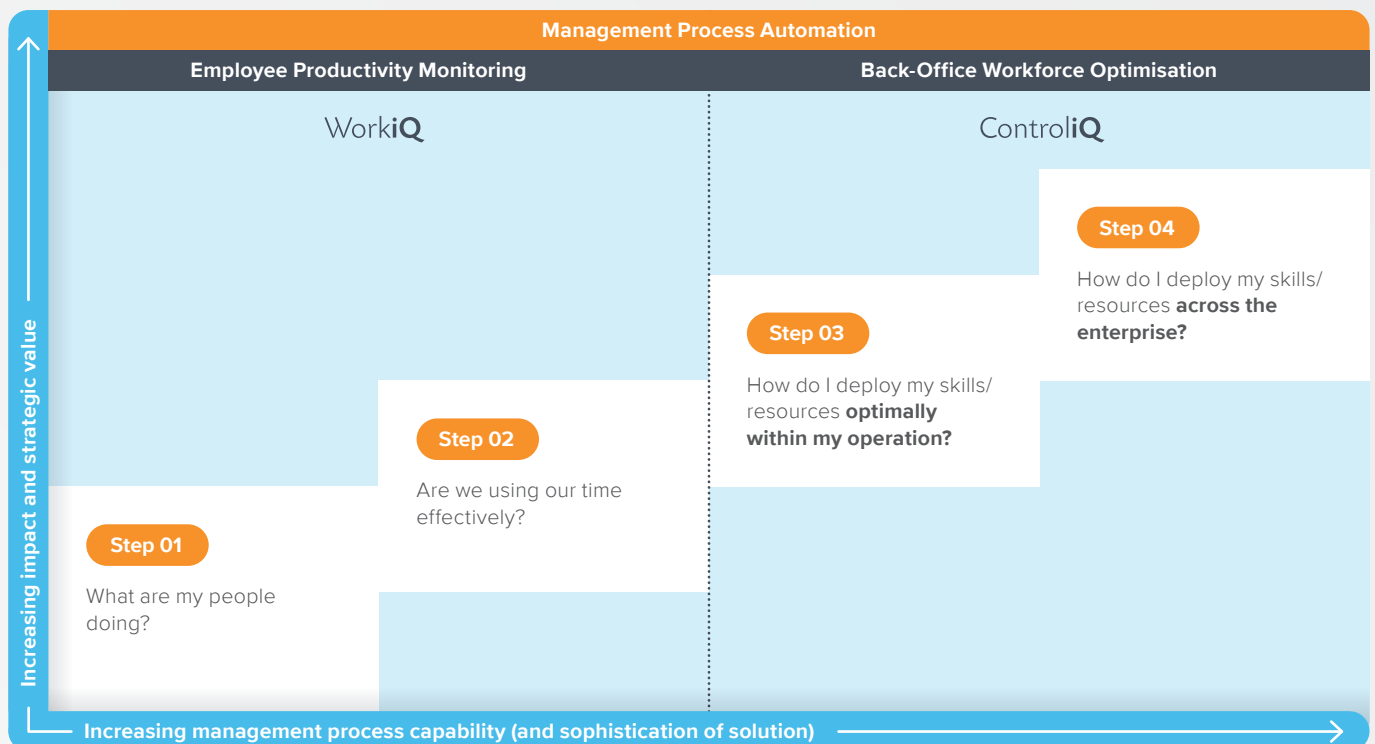 Management Process Automation
Employee Productivity Monitoring
Back-Office Workforce Optimisation
WorkiQ
ControliQ
Step 01
What are my people
doing?
Step 02
Are we using our time
effectively?
Step 03
How do I deploy my skills/
resources optimally
within my operation?
Step 04
How do I deploy my skills/
resources across the
enterprise?
Increasing impact and strategic value
Increasing management process capability (and sophistication of solution)